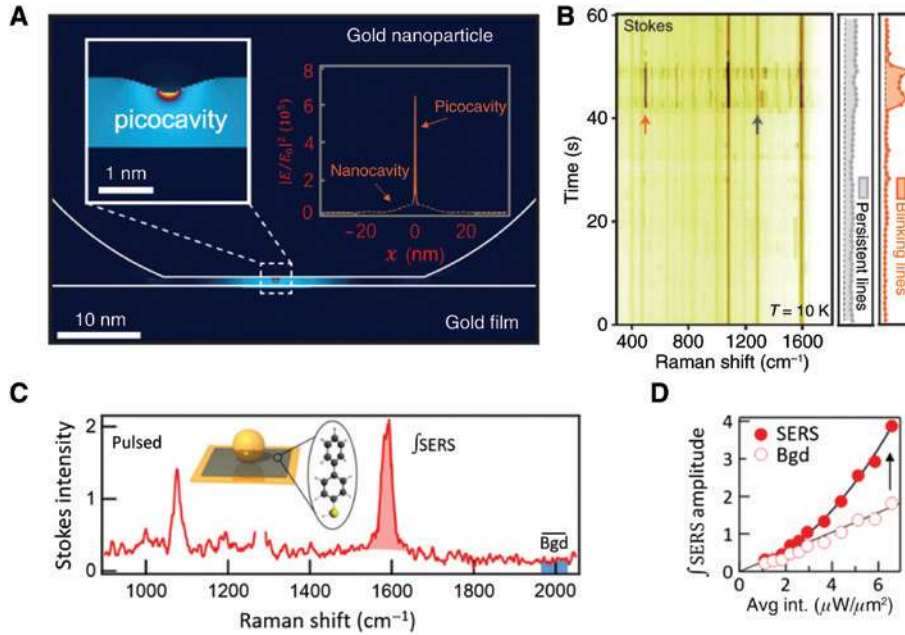 A
Gold nanoparticle
picocavity
1 nm
|E/E₀|² (10⁵)
8
6
4
2
0
Picocavity
Nanocavity
−20 0 20
x (nm)
10 nm
Gold film
B
Stokes
Time (s)
60
40
20
0
T = 10 K
400 800 1200 1600
Raman shift (cm⁻¹)
Persistent lines
Blinking lines
C
Stokes intensity
2
1
0
Pulsed
∫SERS
Bgd
1000 1200 1400 1600 1800 2000
Raman shift (cm⁻¹)
D
∫SERS amplitude
4
3
2
1
0
SERS
Bgd
0 2 4 6
Avg int. (μW/μm²)